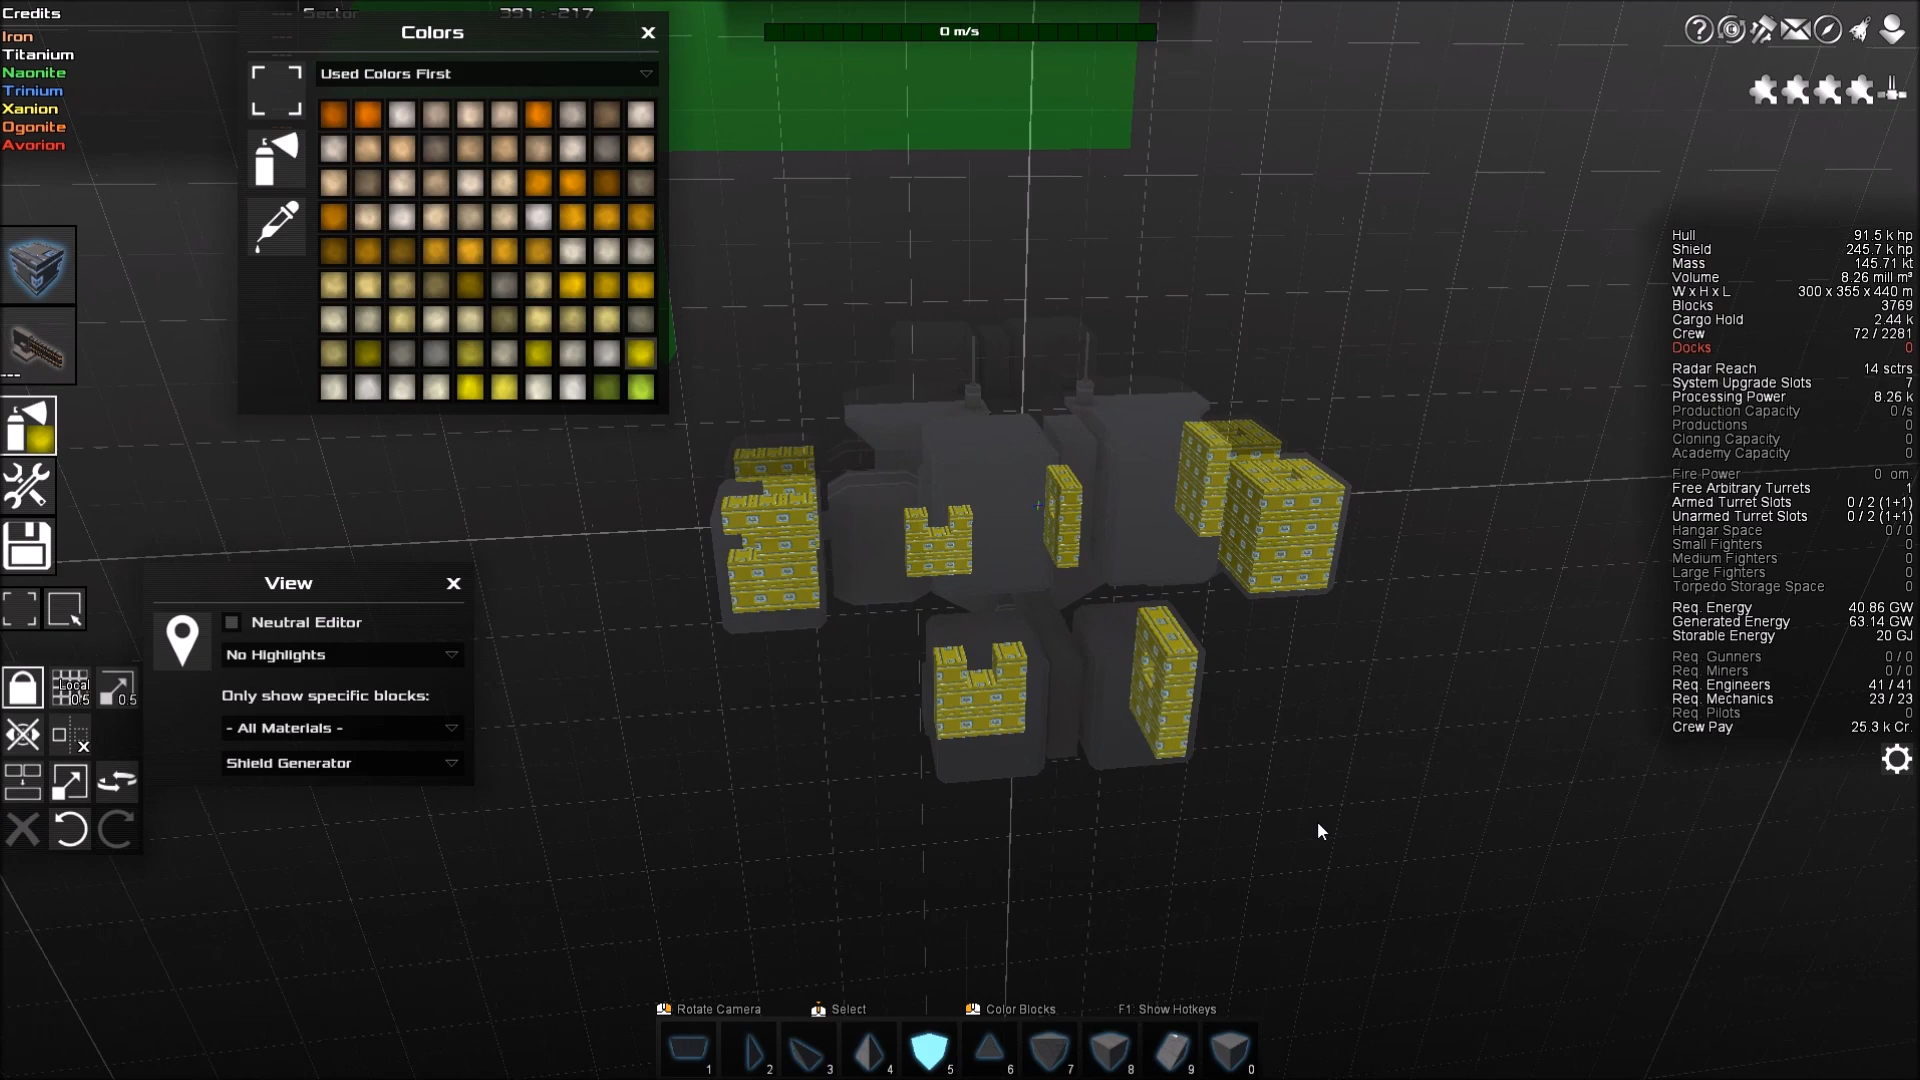 Credits
Iron
Titanium
Naonite
Trinium
Xanion
Ogonite
Avorion
Sector
391 : -217
Colors
Used Colors First
0 m/s
Hull 91.5 k hp
Shield 245.7 k hp
Mass 145.71 kt
Volume 8.26 mill m³
W x H x L 300 x 355 x 440 m
Blocks 3769
Cargo Hold 2.44 k
Crew 72 / 2281
Docks 0
Radar Reach 14 sctrs
System Upgrade Slots 7
Processing Power 8.26 k
Production Capacity 0 /s
Productions 0
Cloning Capacity 0
Academy Capacity 0
Fire Power 0 om.
Free Arbitrary Turrets 1
Armed Turret Slots 0 / 2 (1+1)
Unarmed Turret Slots 0 / 2 (1+1)
Hangar Space 0 / 0
Small Fighters 0
Medium Fighters 0
Large Fighters 0
Torpedo Storage Space 0
Req. Energy 40.86 GW
Generated Energy 63.14 GW
Storable Energy 20 GJ
Req. Gunners 0 / 0
Req. Miners 0 / 0
Req. Engineers 41 / 41
Req. Mechanics 23 / 23
Req. Pilots 0
Crew Pay 25.3 k Cr.
View
Neutral Editor
No Highlights
Only show specific blocks:
- All Materials -
Shield Generator
Local
0.5
0.5
Rotate Camera
Select
Color Blocks
F1: Show Hotkeys
1 2 3 4 5 6 7 8 9 0